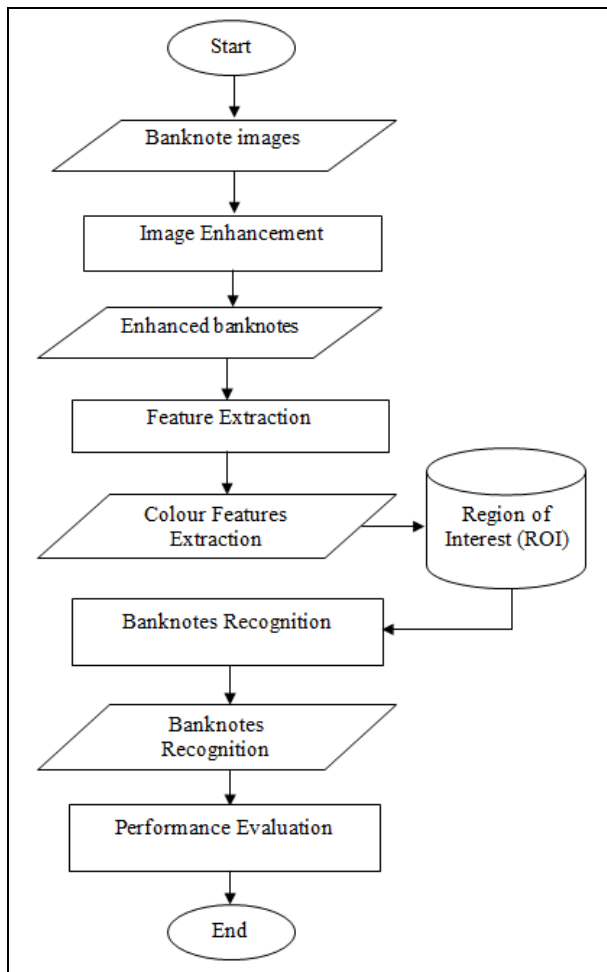 Start
Banknote images
Image Enhancement
Enhanced banknotes
Feature Extraction
Colour Features
Extraction
Region of
Interest (ROI)
Banknotes Recognition
Banknotes
Recognition
Performance Evaluation
End